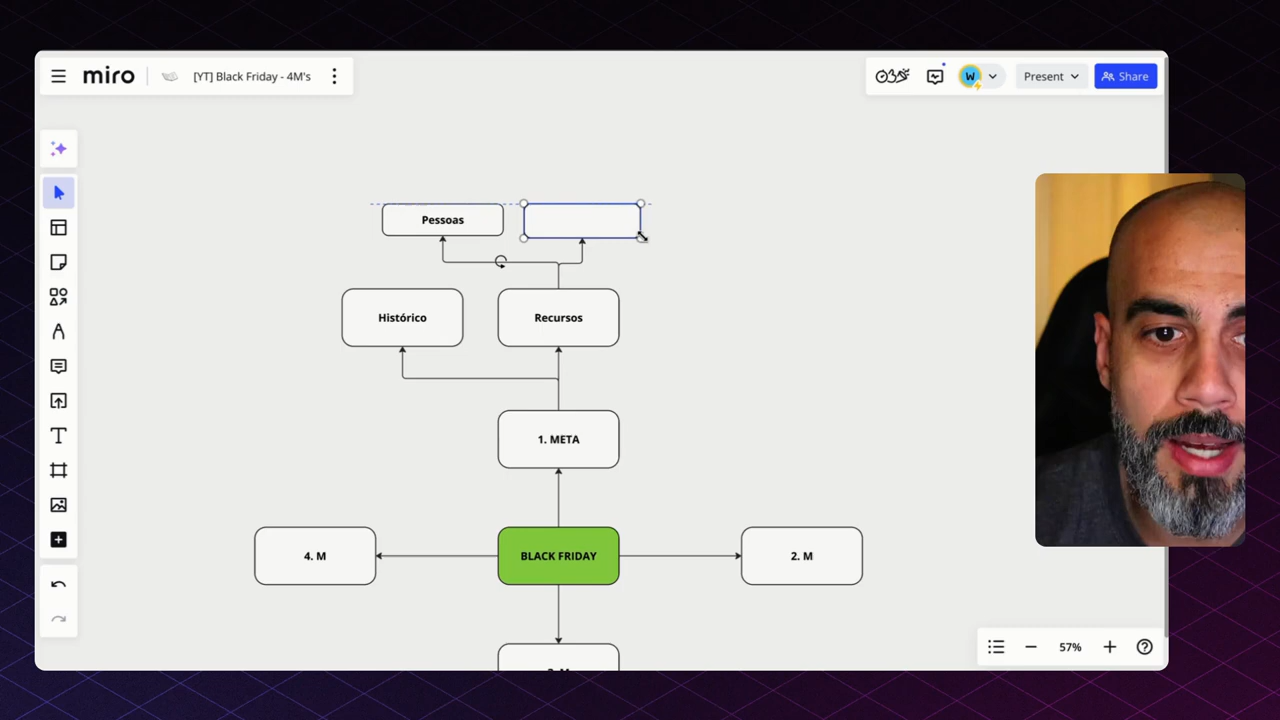 miro
[YT] Black Friday - 4M's
W
Present
Share
Pessoas
Histórico
Recursos
1. META
4. M
BLACK FRIDAY
2. M
57%